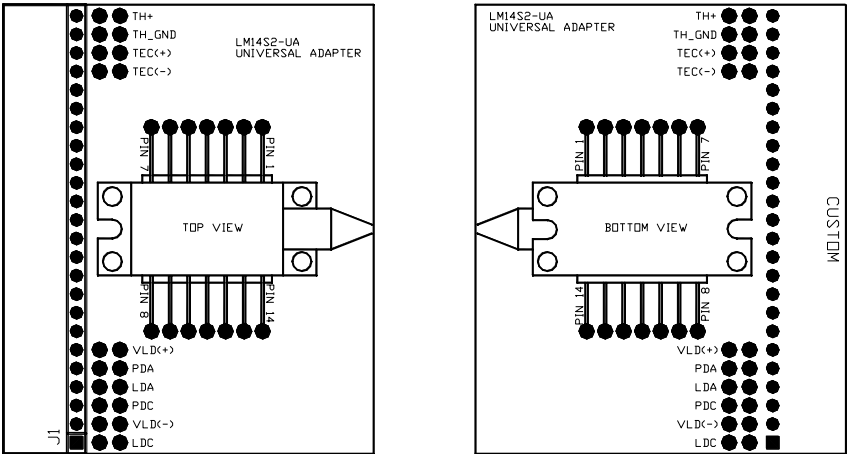 TH+
TH_GND
TEC(+)
TEC(-)
LM14S2-UA
UNIVERSAL ADAPTER
PIN 7
PIN 1
TOP VIEW
PIN 8
PIN 14
VLD(+)
PDA
LDA
PDC
VLD(-)
LDC
J1
LM14S2-UA
UNIVERSAL ADAPTER
TH+
TH_GND
TEC(+)
TEC(-)
PIN 1
PIN 7
BOTTOM VIEW
CUSTOM
PIN 14
PIN 8
VLD(+)
PDA
LDA
PDC
VLD(-)
LDC